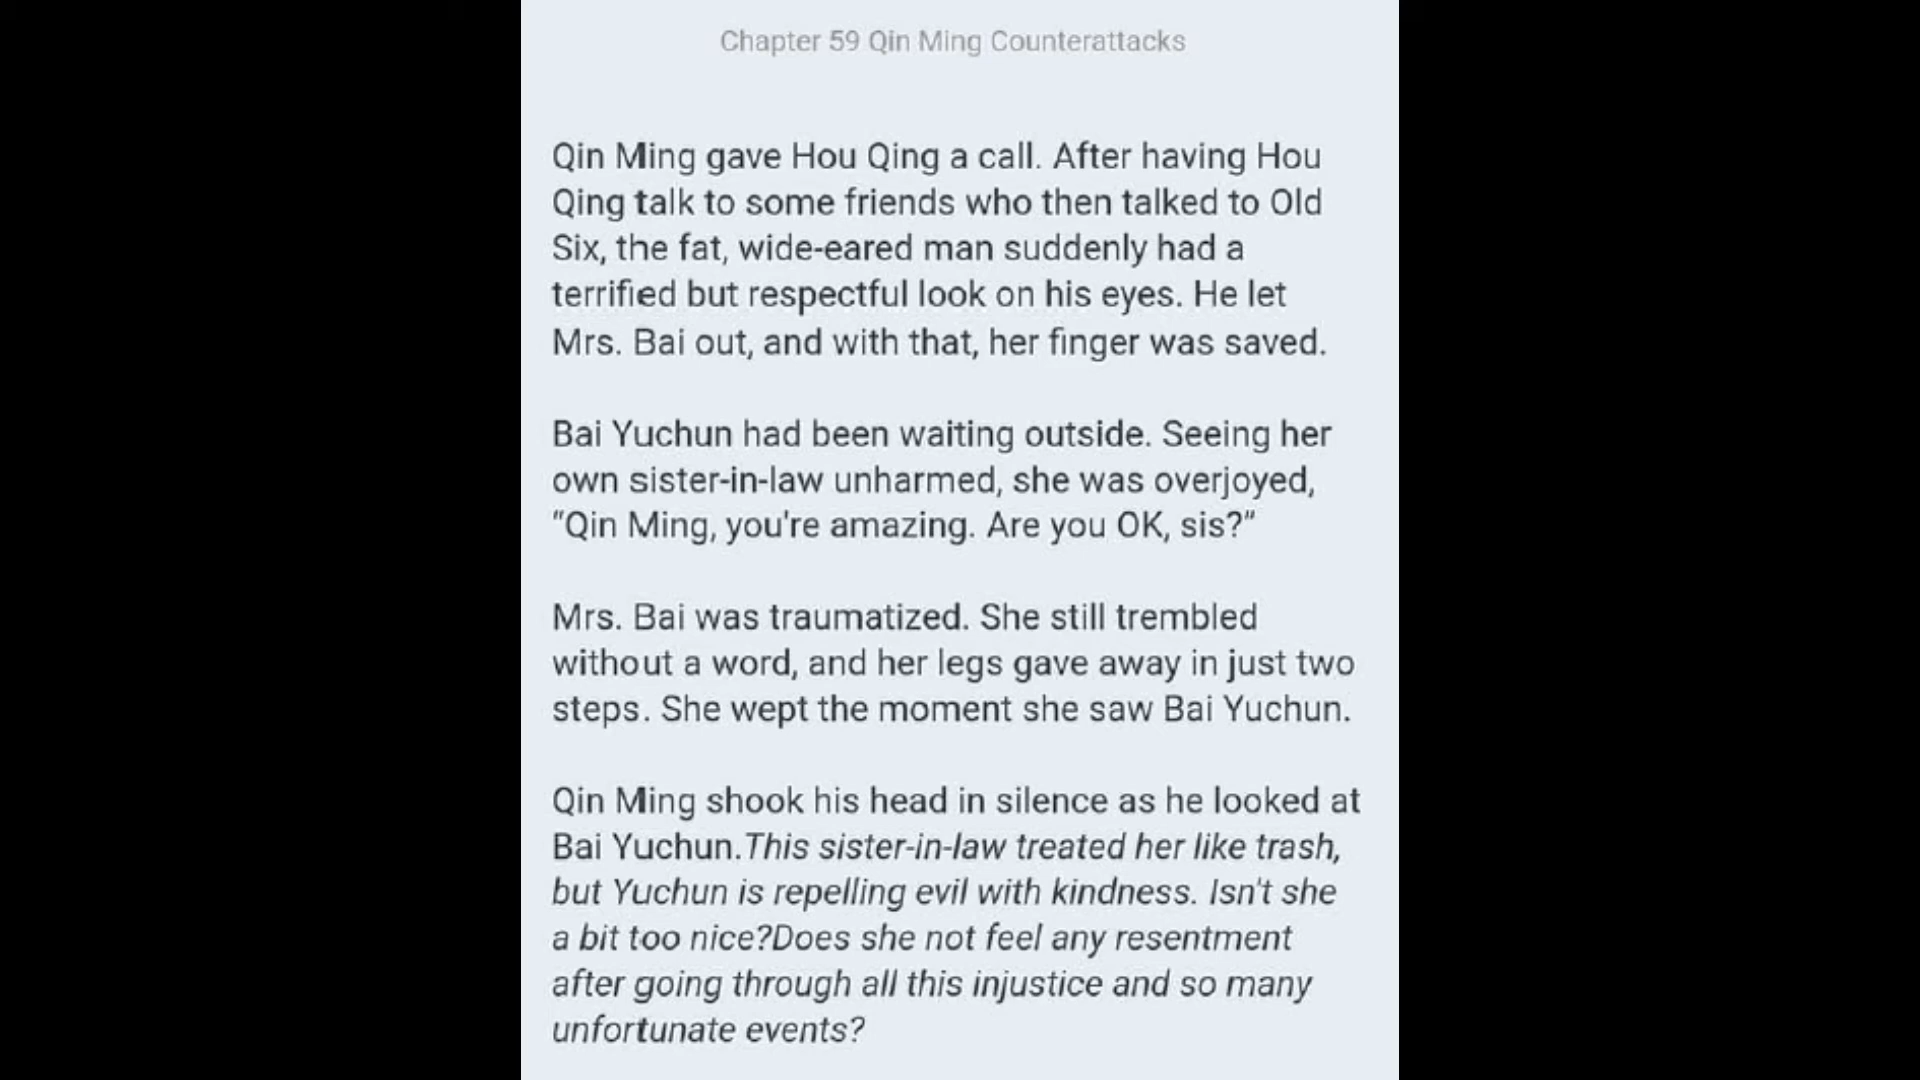 Chapter 59 Qin Ming Counterattacks
Qin Ming gave Hou Qing a call. After having Hou
Qing talk to some friends who then talked to Old
Six, the fat, wide-eared man suddenly had a
terrified but respectful look on his eyes. He let
Mrs. Bai out, and with that, her finger was saved.
Bai Yuchun had been waiting outside. Seeing her
own sister-in-law unharmed, she was overjoyed,
"Qin Ming, you're amazing. Are you OK, sis?"
Mrs. Bai was traumatized. She still trembled
without a word, and her legs gave away in just two
steps. She wept the moment she saw Bai Yuchun.
Qin Ming shook his head in silence as he looked at
Bai Yuchun.This sister-in-law treated her like trash,
but Yuchun is repelling evil with kindness. Isn't she
a bit too nice?Does she not feel any resentment
after going through all this injustice and so many
unfortunate events?